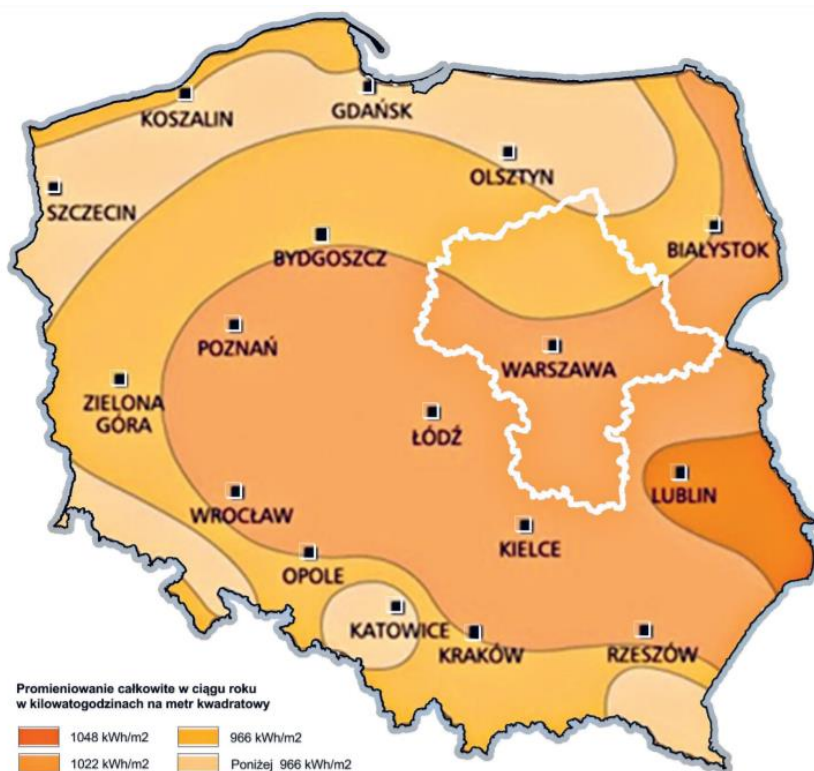 KOSZALIN
GDAŃSK
OLSZTYN
SZCZECIN
BIAŁYSTOK
BYDGOSZCZ
POZNAŃ
WARSZAWA
ZIELONA
GÓRA
ŁÓDŹ
LUBLIN
WROCŁAW
KIELCE
OPOLE
KATOWICE
KRAKÓW
RZESZÓW
Promieniowanie całkowite w ciągu roku
w kilowatogodzinach na metr kwadratowy
1048 kWh/m2
966 kWh/m2
1022 kWh/m2
Poniżej 966 kWh/m2